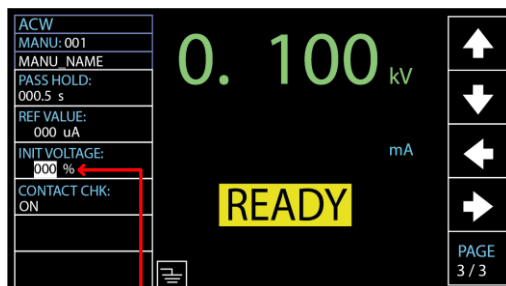 ACW
MANU: 001
MANU_NAME
PASS HOLD:
000.5 s
REF VALUE:
000 uA
INIT VOLTAGE:
000 %
CONTACT CHK:
ON
0. 100 kV
mA
READY
PAGE
3 / 3